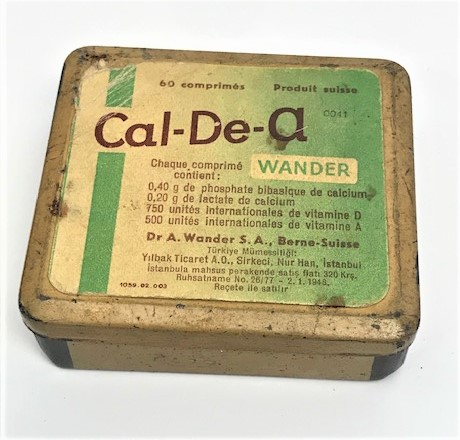 60 comprimés Produit suisse
Cal-De-a 0041
Chaque comprimé contient: WANDER
0,40 g de phosphate bibasique de calcium
0,20 g de lactate de calcium
750 unités internationales de vitamine D
500 unités internationales de vitamine A
Dr A. Wander S.A., Berne-Suisse
Türkiye Mümessilliği:
Yılbak Ticaret A.O., Sirkeci, Nur Han, İstanbul
İstanbula mahsus perakende satış fiatı 320 Krş.
Ruhsatname No. 26/77 – 2. 1. 1948.
Reçete ile satılır
1059.02.003